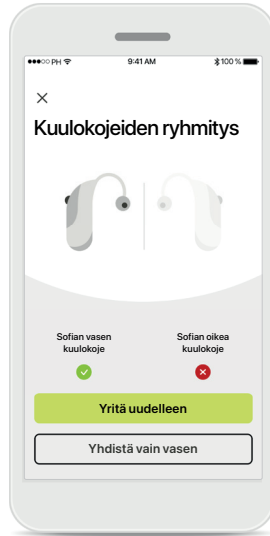 ●●●○○ PH 9:41 AM 100 %
Kuulokojeiden ryhmitys
Sofian vasen kuulokoje
Sofian oikea kuulokoje
Yritä uudelleen
Yhdistä vain vasen